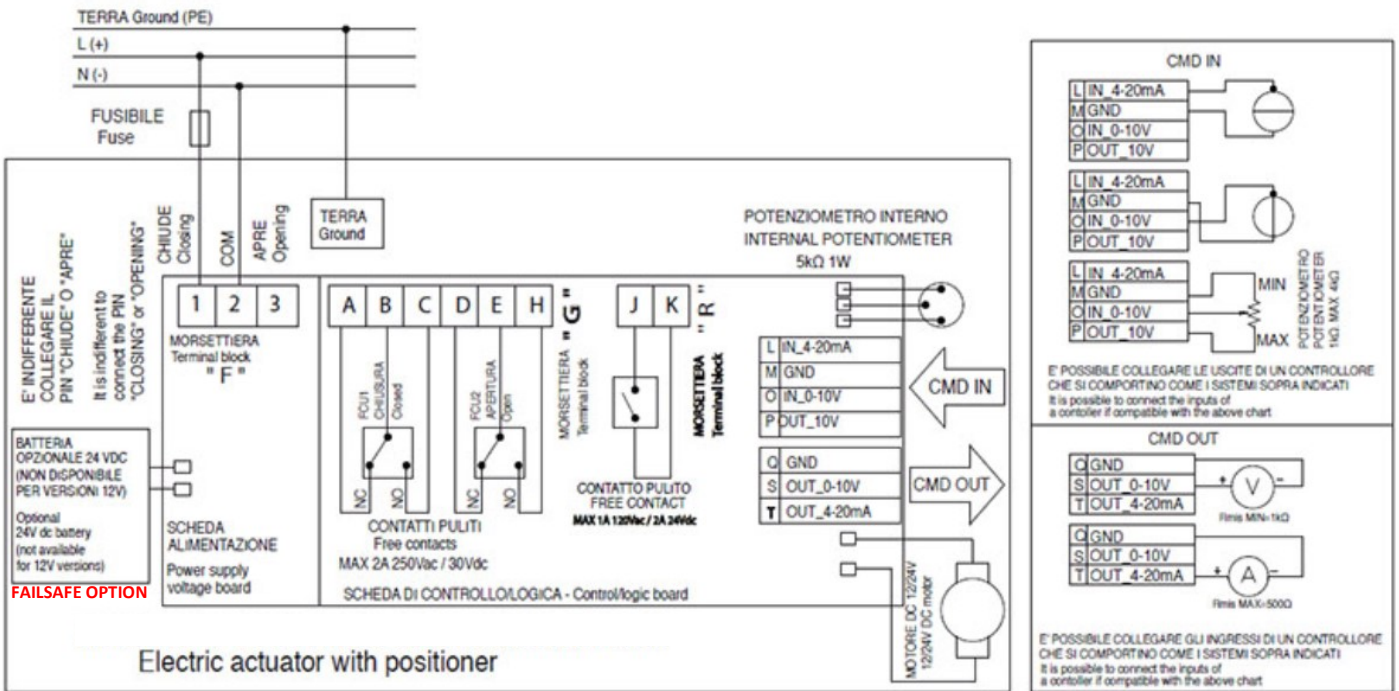 TERRA Ground (PE)
L (+)
N (-)
FUSIBILE
Fuse
E' INDIFFERENTE
COLLEGARE IL
PIN "CHIUDE" O "APRE"
It is indifferent to
connect the PIN
"CLOSING" or "OPENING"
CHIUDE
Closing
COM
APRE
Opening
TERRA
Ground
1 2 3
MORSETTIERA
Terminal block
" F "
BATTERIA
OPZIONALE 24 VDC
(NON DISPONIBILE
PER VERSIONI 12V)
Optional
24V dc battery
(not available
for 12V versions)
FAILSAFE OPTION
SCHEDA
ALIMENTAZIONE
Power supply
voltage board
A B C D E H
MORSETTIERA " G "
Terminal block
FCU1
CHIUSURA
Closed
FCU2
APERTURA
Open
NC
NO
NC
NO
CONTATTI PULITI
Free contacts
MAX 2A 250Vac / 30Vdc
J K
MORSETTIERA " R "
Terminal block
CONTATTO PULITO
FREE CONTACT
MAX 1A 120Vac / 2A 24Vdc
SCHEDA DI CONTROLLO/LOGICA - Control/logic board
POTENZIOMETRO INTERNO
INTERNAL POTENTIOMETER
5kΩ 1W
L IN_4-20mA
M GND
O IN_0-10V
P OUT_10V
CMD IN
Q GND
S OUT_0-10V
T OUT_4-20mA
CMD OUT
MOTORE DC 12/24V
12/24V DC motor
Electric actuator with positioner
CMD IN
L IN_4-20mA
M GND
O IN_0-10V
P OUT_10V
L IN_4-20mA
M GND
O IN_0-10V
P OUT_10V
L IN_4-20mA
M GND
O IN_0-10V
P OUT_10V
MIN
MAX
POTENZIOMETRO
POTENTIOMETER
1kΩ MAX 4kΩ
E' POSSIBILE COLLEGARE LE USCITE DI UN CONTROLLORE
CHE SI COMPORTINO COME I SISTEMI SOPRA INDICATI
It is possible to connect the inputs of
a contoller if compatible with the above chart
CMD OUT
Q GND
S OUT_0-10V
T OUT_4-20mA
+ V -
Rmis MIN=1kΩ
Q GND
S OUT_0-10V
T OUT_4-20mA
+ A -
Rmis MAX=500Ω
E' POSSIBILE COLLEGARE GLI INGRESSI DI UN CONTROLLORE
CHE SI COMPORTINO COME I SISTEMI SOPRA INDICATI
It is possible to connect the inputs of
a contoller if compatible with the above chart